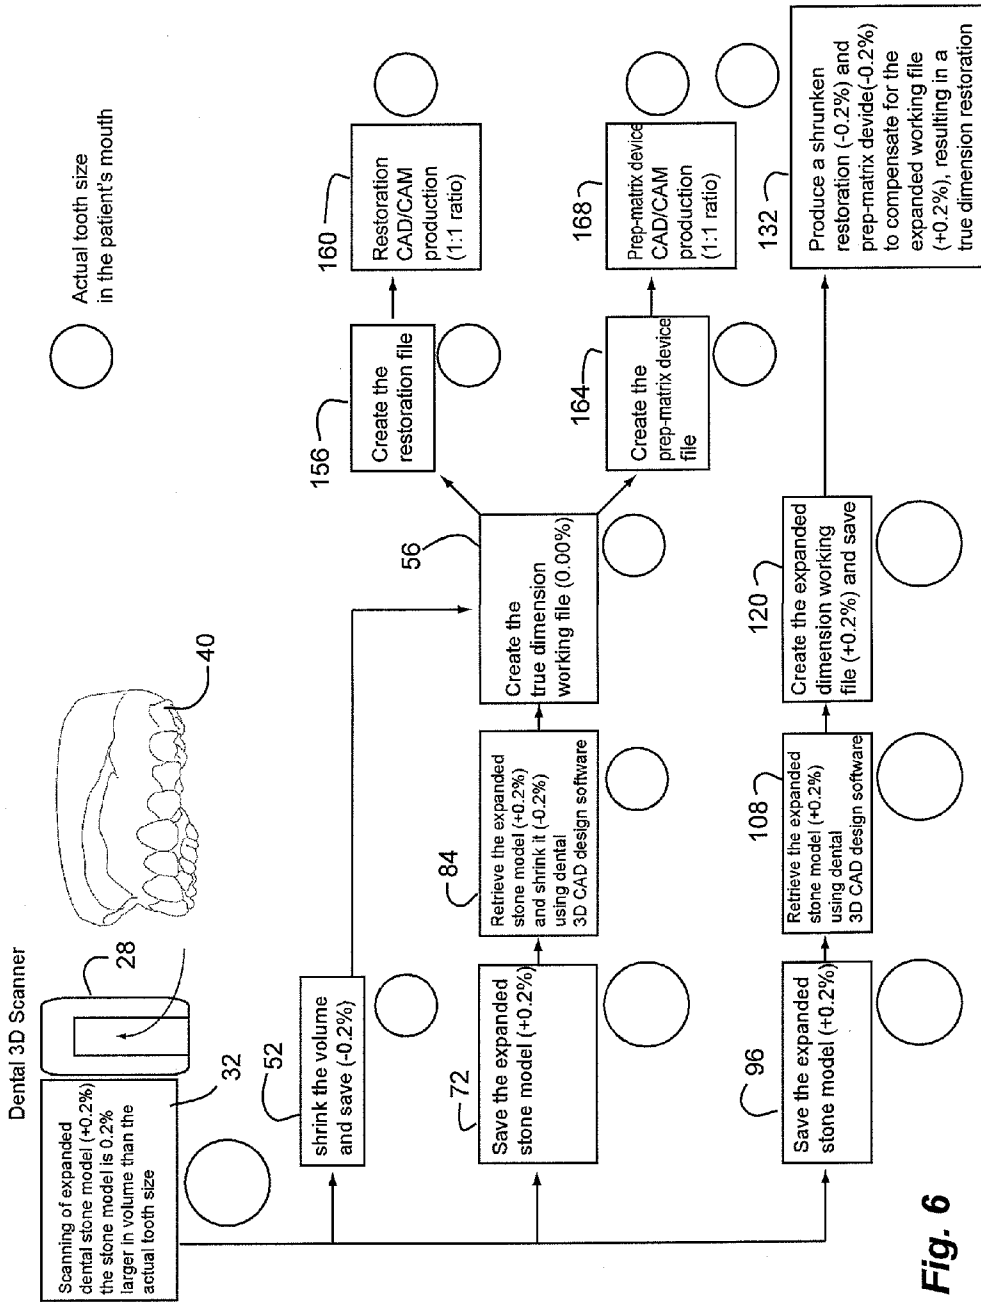 Dental 3D Scanner
28
40
Actual tooth size
in the patient's mouth
Scanning of expanded
dental stone model (+0.2%)
the stone model is 0.2%
larger in volume than the
actual tooth size
32
52
shrink the volume
and save (-0.2%)
156
Create the
restoration file
160
Restoration
CAD/CAM
production
(1:1 ratio)
72
Save the expanded
stone model (+0.2%)
84
Retrieve the expanded
stone model (+0.2%)
and shrink it (-0.2%)
using dental
3D CAD design software
56
Create the
true dimension
working file (0.00%)
164
Create the
prep-matrix device
file
168
Prep-matrix device
CAD/CAM
production
(1:1 ratio)
96
Save the expanded
stone model (+0.2%)
108
Retrieve the expanded
stone model (+0.2%)
using dental
3D CAD design software
120
Create the expanded
dimension working
file (+0.2%) and save
132
Produce a shrunken
restoration (-0.2%) and
prep-matrix devide(-0.2%)
to compensate for the
expanded working file
(+0.2%), resulting in a
true dimension restoration
Fig. 6